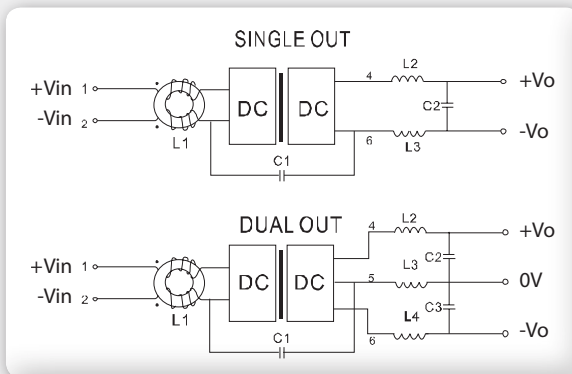 SINGLE OUT
L2
+Vin 1
4
+Vo
DC DC
C2
-Vin 2
L1
6
L3
-Vo
C1
DUAL OUT
4
L2
+Vo
C2
+Vin 1
DC DC
5
L3
0V
-Vin 2
C3
L1
L4
C1
6
-Vo